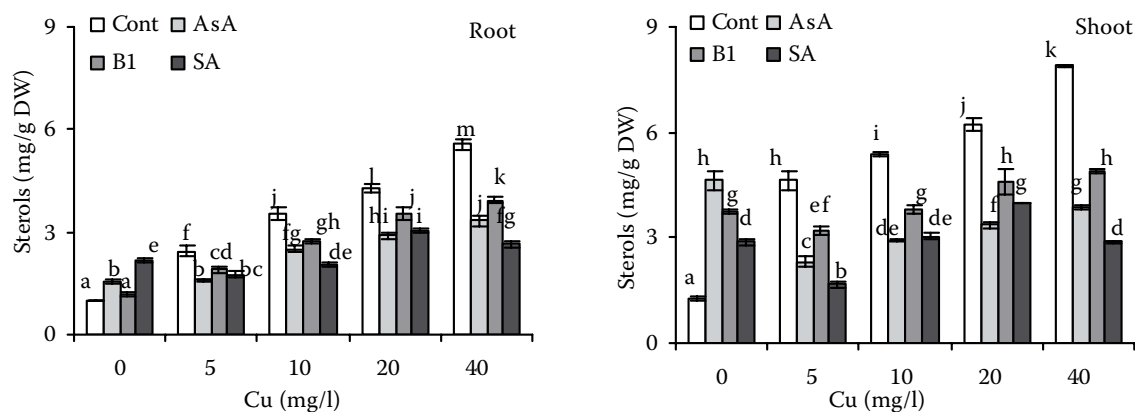 Sterols (mg/g DW)
9
6
3
0
Cont AsA
B1 SA
Root
a b a e
f b cd bc
j fg gh de
l hi j i
m j k fg
0 5 10 20 40
Cu (mg/l)
Sterols (mg/g DW)
9
6
3
0
Cont AsA
B1 SA
Shoot
a h g d
h c ef b
i de g de
j f h g
k g h d
0 5 10 20 40
Cu (mg/l)